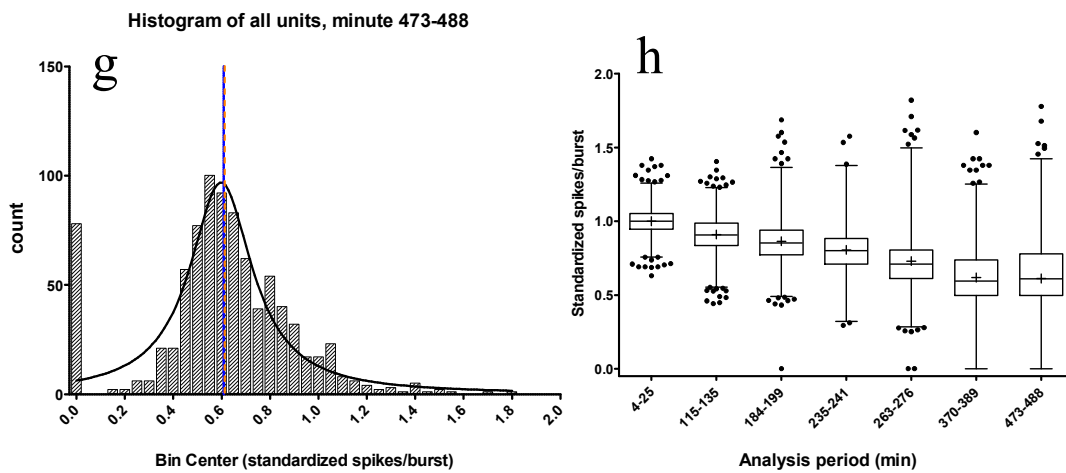 Histogram of all units, minute 473-488
g
count
150
100
50
0
0.0 0.2 0.4 0.6 0.8 1.0 1.2 1.4 1.6 1.8 2.0
Bin Center (standardized spikes/burst)
h
Standardized spikes/burst
2.0
1.5
1.0
0.5
0.0
4-25 115-135 184-199 235-241 263-276 370-389 473-488
Analysis period (min)